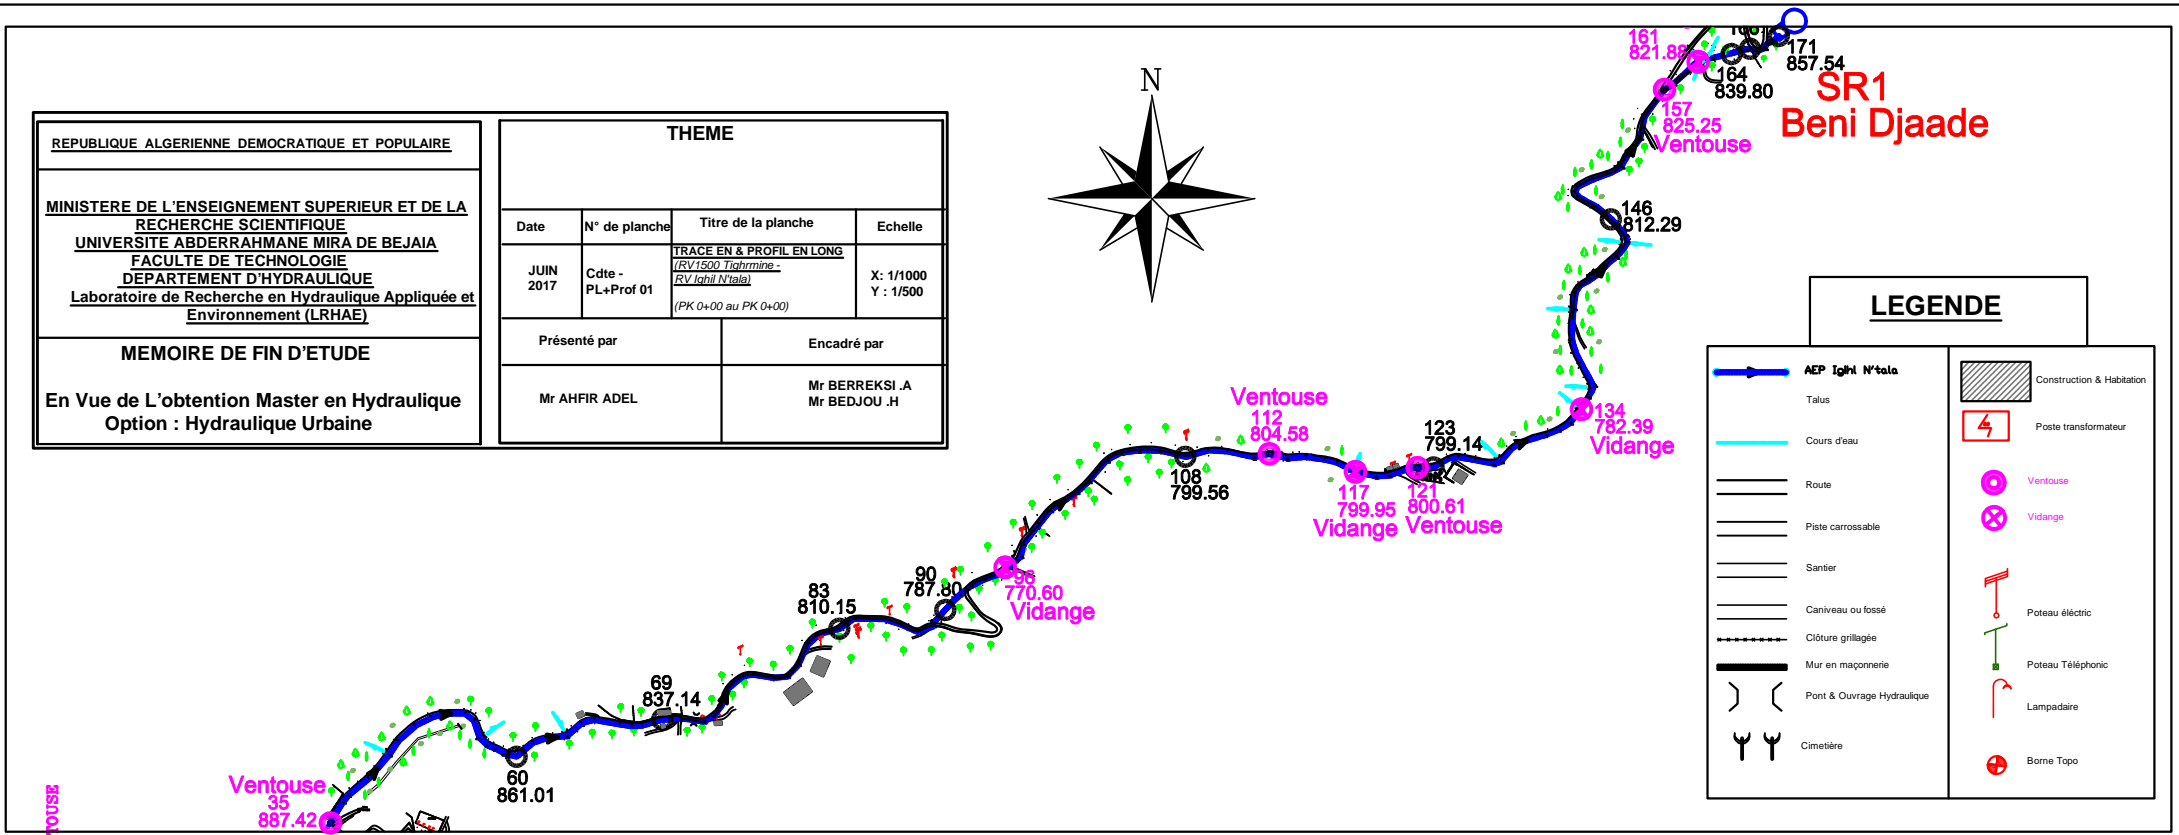 REPUBLIQUE ALGERIENNE DEMOCRATIQUE ET POPULAIRE
MINISTERE DE L'ENSEIGNEMENT SUPERIEUR ET DE LA
RECHERCHE SCIENTIFIQUE
UNIVERSITE ABDERRAHMANE MIRA DE BEJAIA
FACULTE DE TECHNOLOGIE
DEPARTEMENT D'HYDRAULIQUE
Laboratoire de Recherche en Hydraulique Appliquée et
Environnement (LRHAE)
MEMOIRE DE FIN D'ETUDE
En Vue de L'obtention Master en Hydraulique
Option : Hydraulique Urbaine
THEME
Date
N° de planche
Titre de la planche
Echelle
JUIN
2017
Cdte -
PL+Prof 01
TRACE EN & PROFIL EN LONG
(RV1500 Tighrmine -
RV Ighil N'tala)
(PK 0+00 au PK 0+00)
X: 1/1000
Y : 1/500
Présenté par
Encadré par
Mr AHFIR ADEL
Mr BERREKSI .A
Mr BEDJOU .H
N
161
821.88
171
857.54
164
839.80
SR1
Beni Djaade
157
825.25
Ventouse
146
812.29
134
782.39
Vidange
Ventouse
112
804.58
123
799.14
108
799.56
117
799.95
Vidange
121
800.61
Ventouse
90
787.80
96
770.60
Vidange
83
810.15
69
837.14
60
861.01
Ventouse
35
887.42
TOUSE
LEGENDE
AEP Iglhl N'tala
Talus
Cours d'eau
Route
Piste carrossable
Santier
Caniveau ou fossé
Clôture grillagée
Mur en maçonnerie
Pont & Ouvrage Hydraulique
Cimetière
Construction & Habitation
Poste transformateur
Ventouse
Vidange
Poteau éléctric
Poteau Téléphonic
Lampadaire
Borne Topo